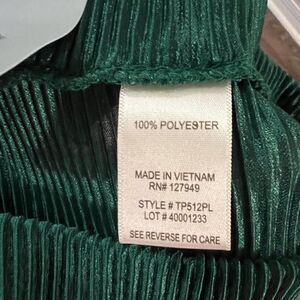 100% POLYESTER
MADE IN VIETNAM
RN# 127949
STYLE # TP512PL
LOT # 40001233
SEE REVERSE FOR CARE